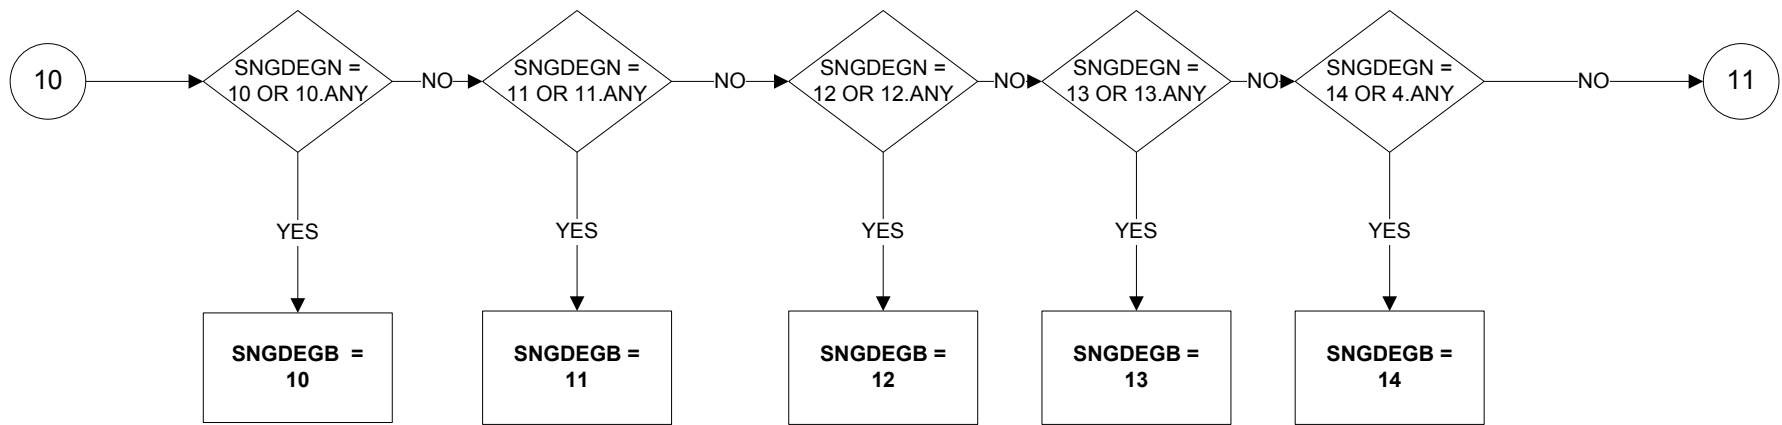 10
SNGDEGN =
10 OR 10.ANY
NO
SNGDEGN =
11 OR 11.ANY
NO
SNGDEGN =
12 OR 12.ANY
NO
SNGDEGN =
13 OR 13.ANY
NO
SNGDEGN =
14 OR 4.ANY
NO
11
YES
YES
YES
YES
YES
SNGDEGB =
10
SNGDEGB =
11
SNGDEGB =
12
SNGDEGB =
13
SNGDEGB =
14